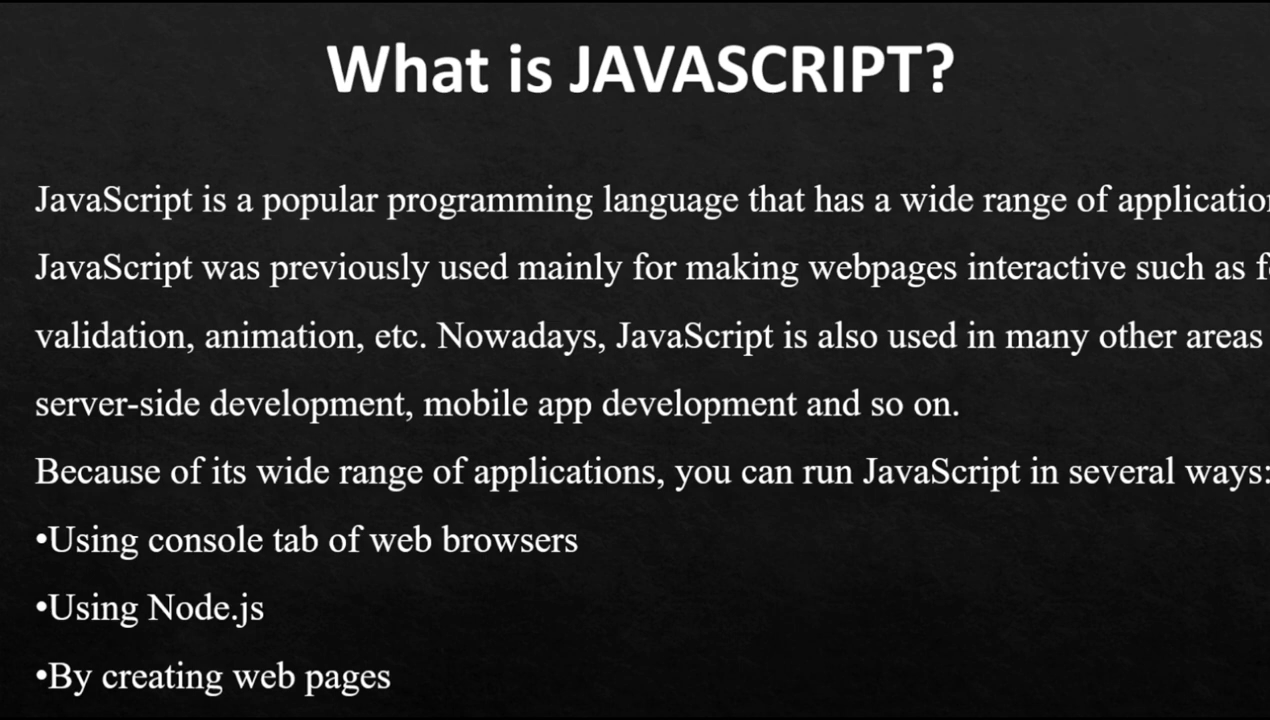 What is JAVASCRIPT?
JavaScript is a popular programming language that has a wide range of
JavaScript was previously used mainly for making webpages interactive such as
validation, animation, etc. Nowadays, JavaScript is also used in many other areas
server-side development, mobile app development and so on.
Because of its wide range of applications, you can run JavaScript in several ways:
•Using console tab of web browsers
•Using Node.js
•By creating web pages